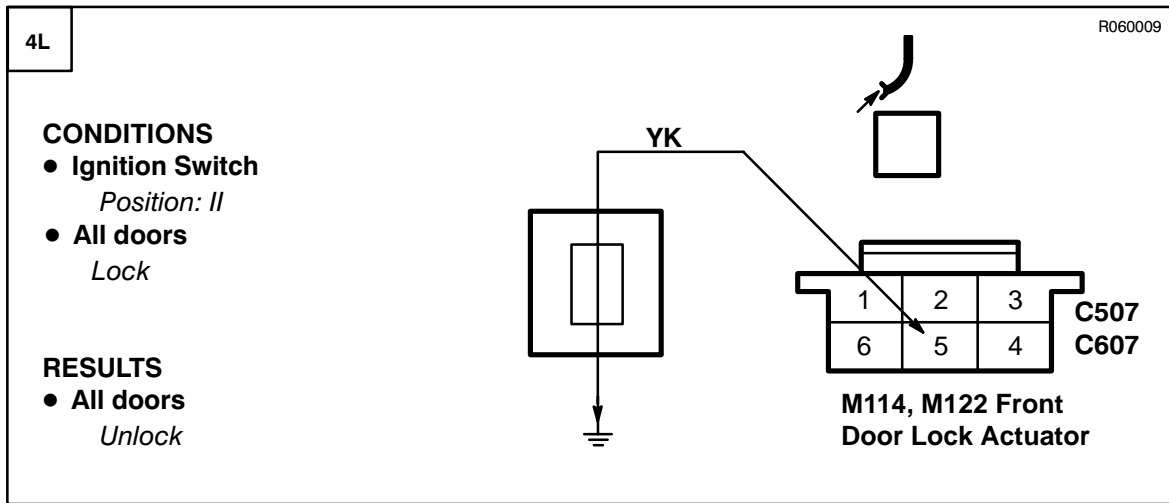 4L
R060009
CONDITIONS
● Ignition Switch
Position: II
● All doors
Lock
RESULTS
● All doors
Unlock
YK
1 2 3
6 5 4
C507
C607
M114, M122 Front
Door Lock Actuator